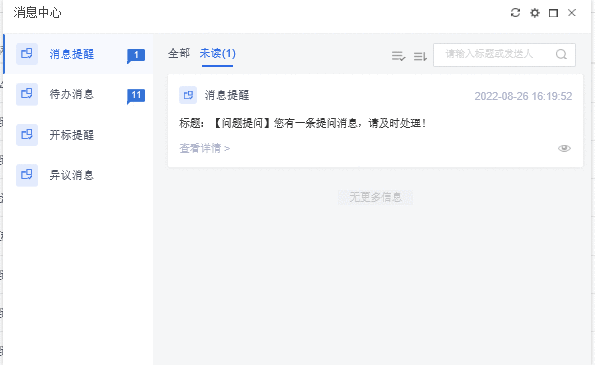 消息中心
消息提醒
1
待办消息
11
开标提醒
异议消息
全部 未读(1)
请输入标题或发送人
消息提醒
2022-08-26 16:19:52
标题：【问题提问】您有一条提问消息，请及时处理！
查看详情 >
无更多信息